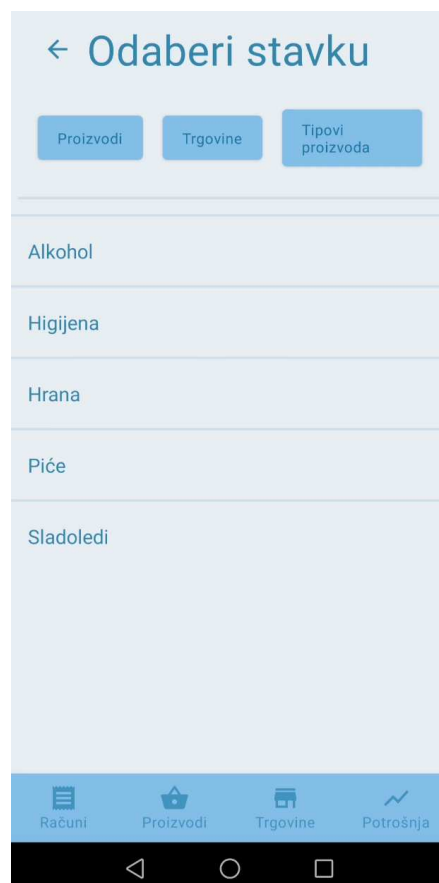 Odaberi stavku
Proizvodi
Trgovine
Tipovi
proizvoda
Alkohol
Higijena
Hrana
Piće
Sladoledi
Računi
Proizvodi
Trgovine
Potrošnja